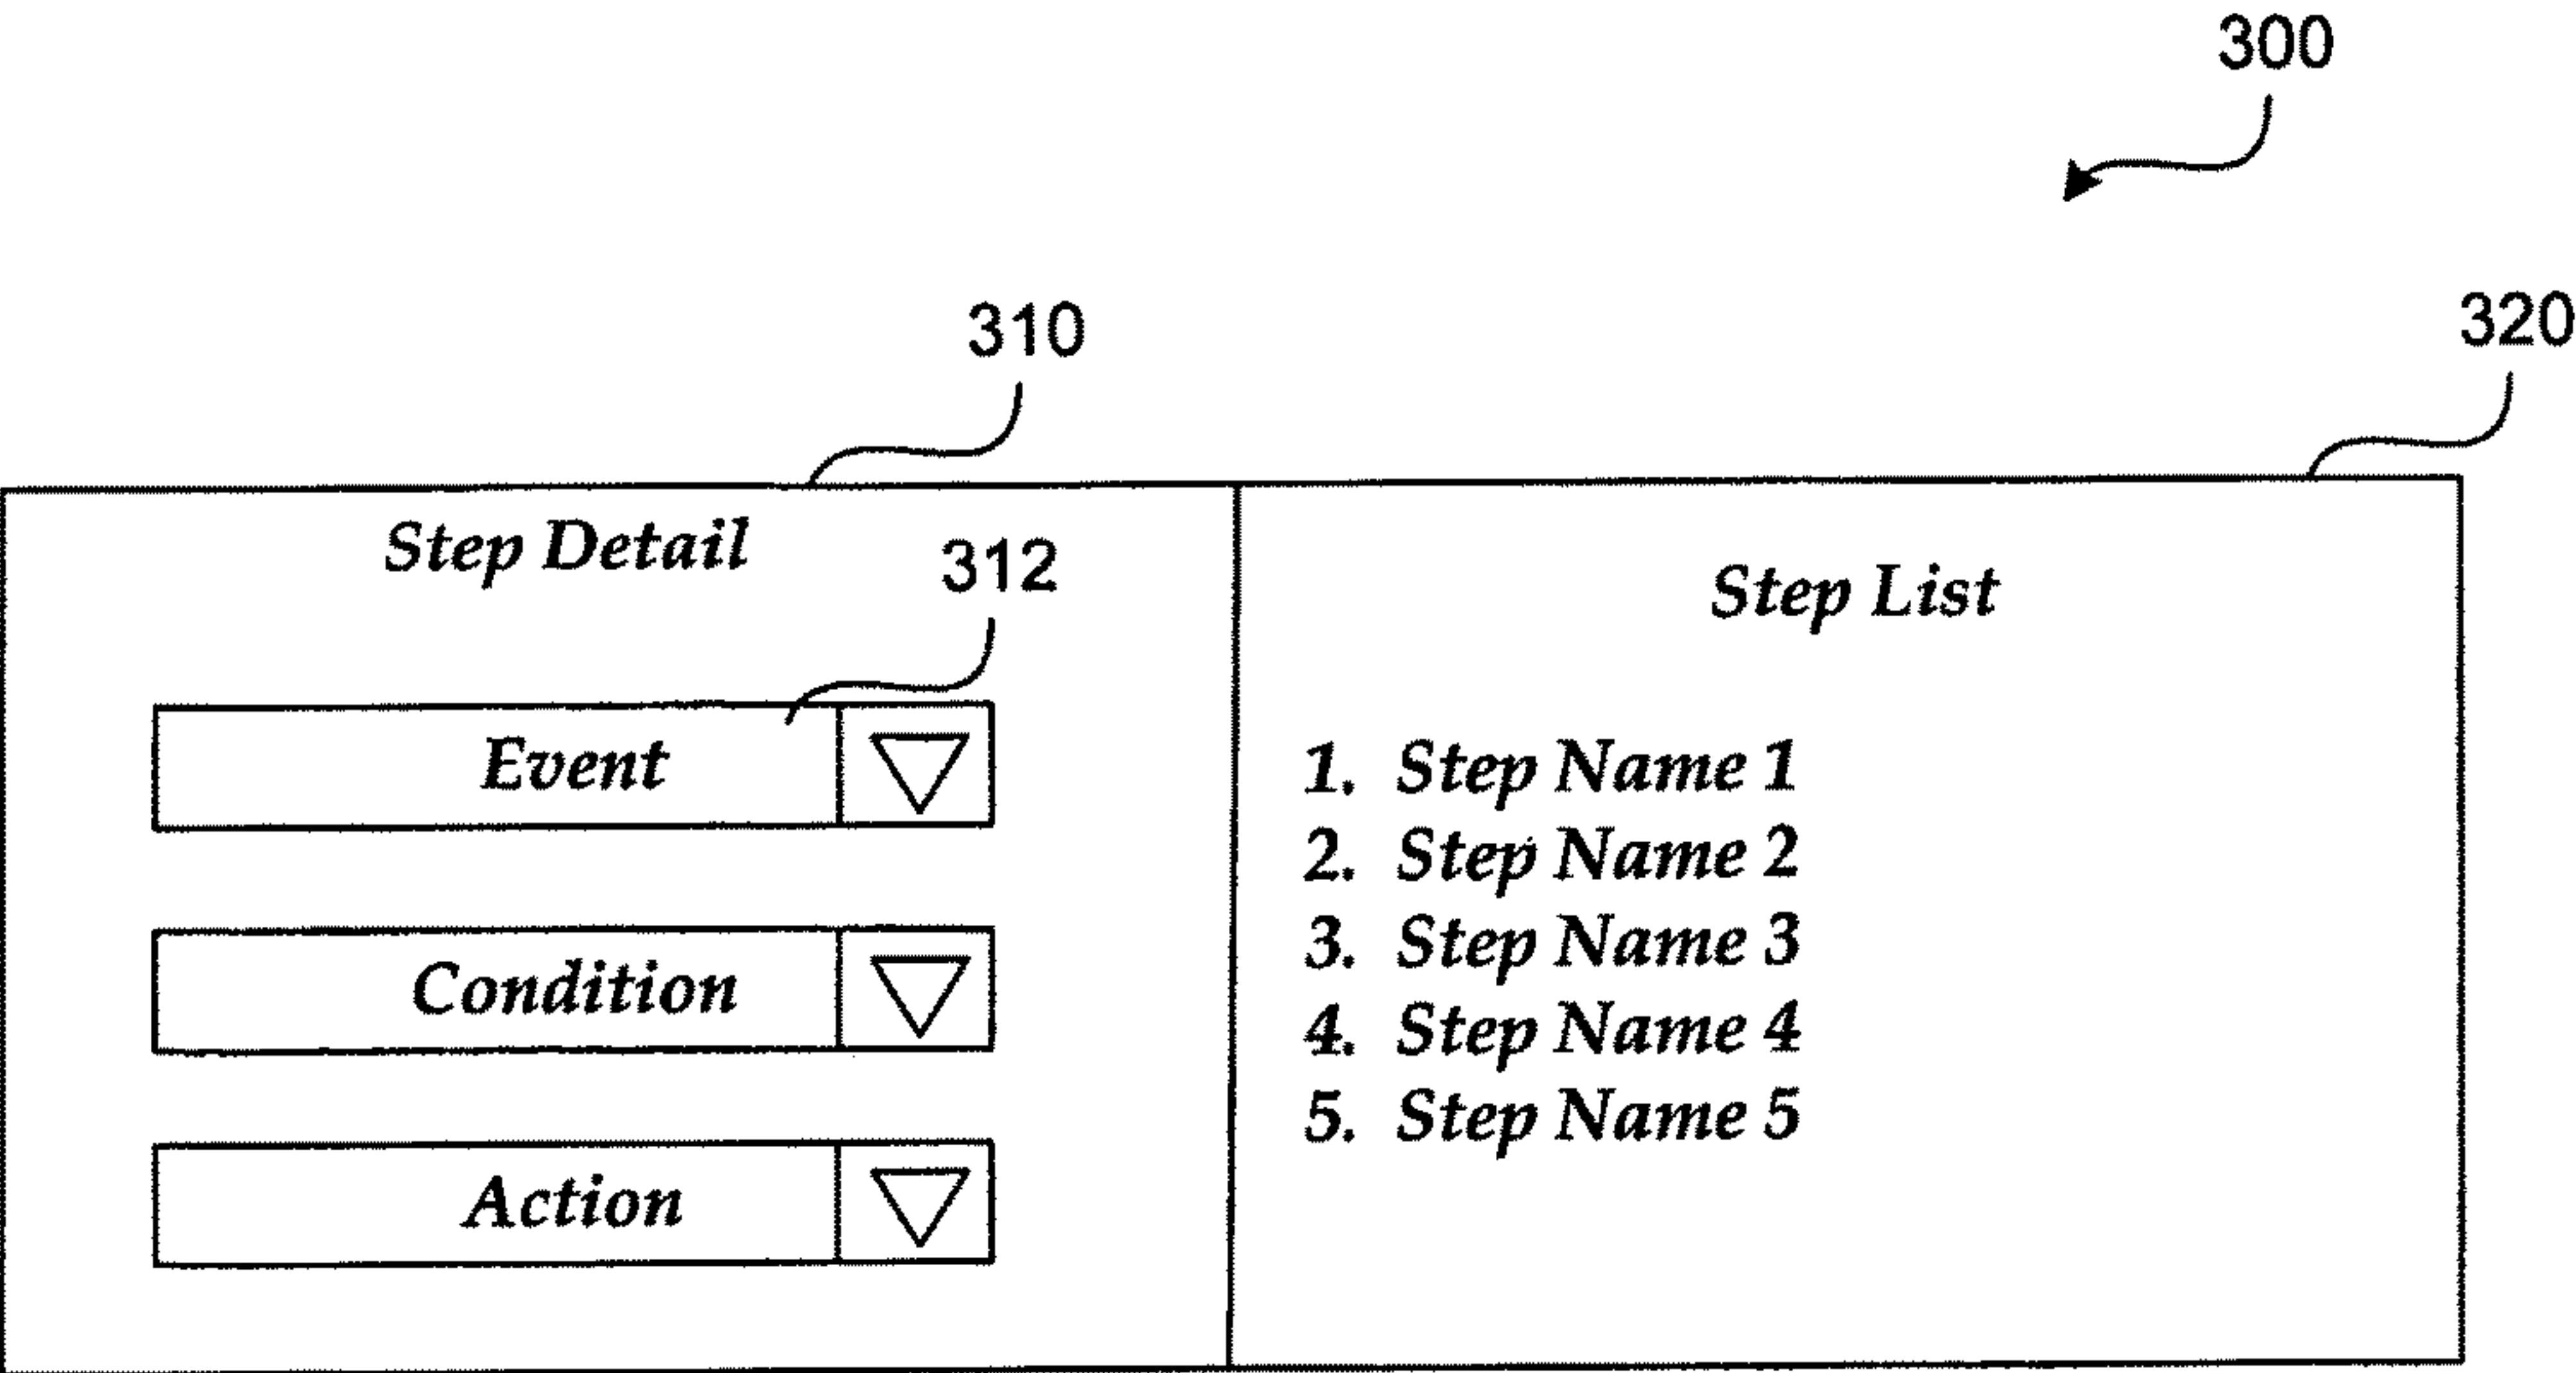 300
310
320
Step Detail
312
Event
Condition
Action
Step List
1. Step Name 1
2. Step Name 2
3. Step Name 3
4. Step Name 4
5. Step Name 5